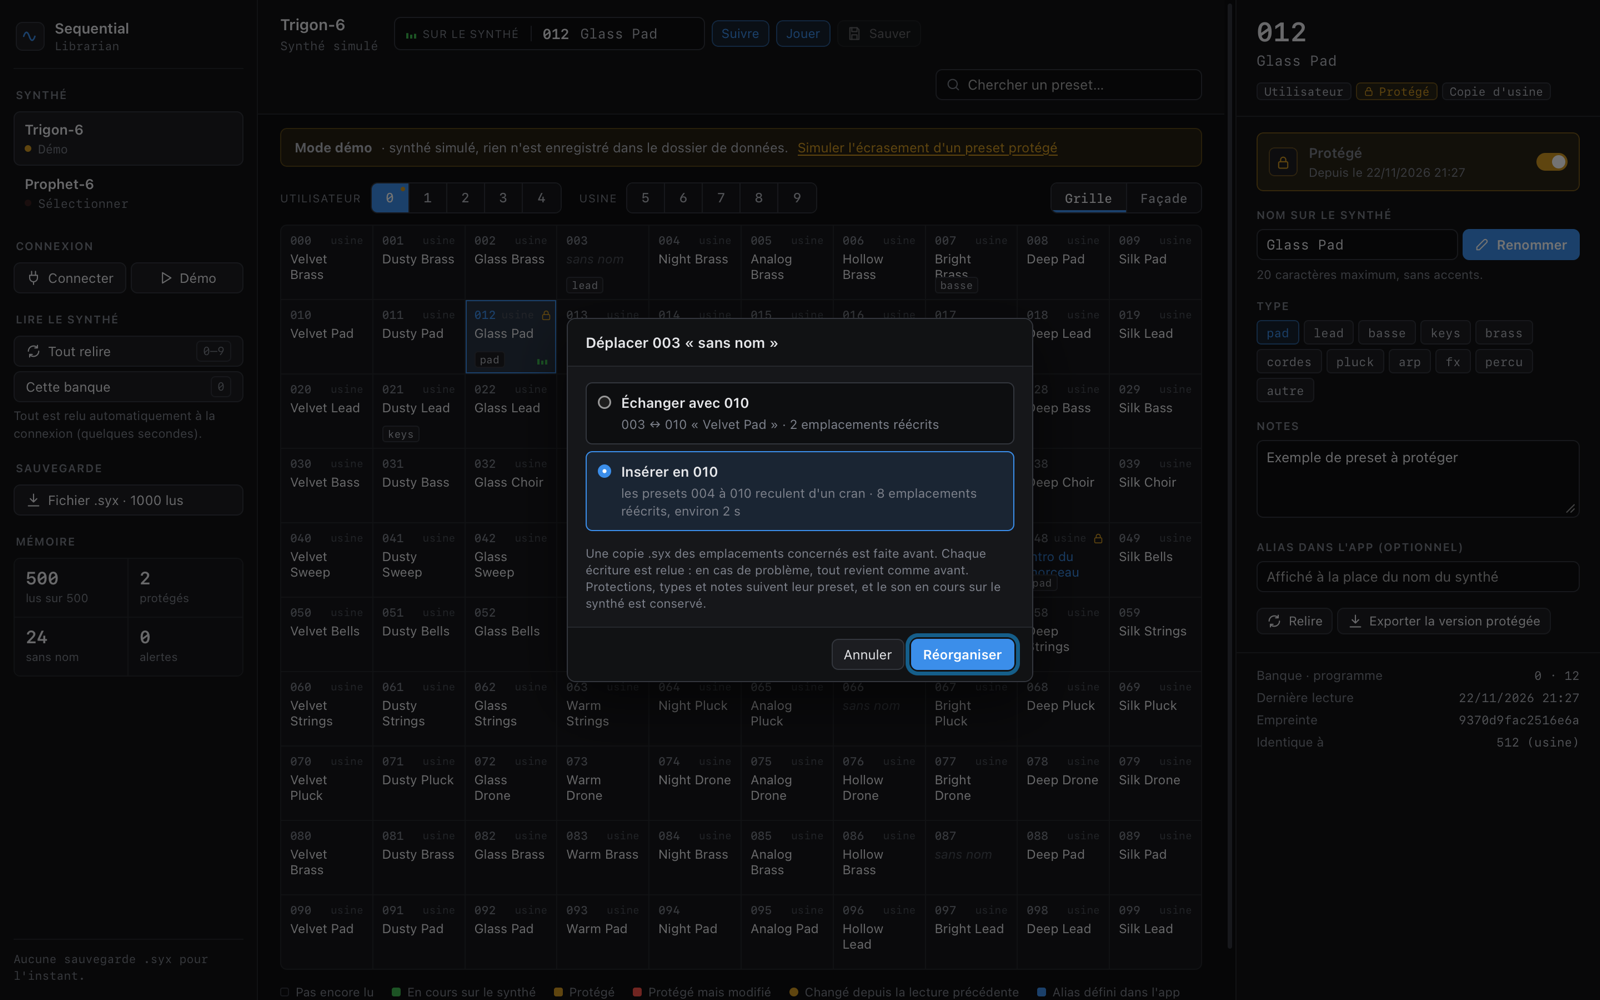 Sequential
Librarian
SYNTHÉ
Trigon-6
Démo
Prophet-6
Sélectionner
CONNEXION
Connecter
Démo
LIRE LE SYNTHÉ
Tout relire 0—9
Cette banque 0
Tout est relu automatiquement à la
connexion (quelques secondes).
SAUVEGARDE
Fichier .syx · 1000 lus
MÉMOIRE
500 2
lus sur 500 protégés
24 0
sans nom alertes
Aucune sauvegarde .syx pour
l'instant.
Trigon-6
Synthé simulé
SUR LE SYNTHÉ 012 Glass Pad
Suivre
Jouer
Sauver
Chercher un preset...
Mode démo · synthé simulé, rien n'est enregistré dans le dossier de données. Simuler l'écrasement d'un preset protégé
UTILISATEUR 0 1 2 3 4 USINE 5 6 7 8 9
Grille Façade
000 usine 001 usine 002 usine 003 004 usine 005 usine 006 usine 007 usine 008 usine 009 usine
Velvet Brass Dusty Brass Glass Brass sans nom Night Brass Analog Brass Hollow Brass Bright Brass Deep Pad Silk Pad
lead basse
010 usine 011 usine 012 usine 013 usine 014 usine 015 usine 016 usine 017 018 usine 019 usine
Velvet Pad Dusty Pad Glass Pad Deep Lead Silk Lead
pad
020 usine 021 usine 022 usine 28 usine 029 usine
Velvet Lead Dusty Lead Glass Lead Deep Bass Silk Bass
keys
030 usine 031 usine 032 usine 38 usine 039 usine
Velvet Bass Dusty Bass Glass Choir Deep Choir Silk Choir
040 usine 041 usine 042 usine 48 usine 049 usine
Velvet Sweep Dusty Sweep Glass Sweep ntro du morceau Silk Bells
pad
050 usine 051 usine 052 usine 58 usine 059 usine
Velvet Bells Dusty Bells Glass Bells Deep Strings Silk Strings
060 usine 061 usine 062 usine 063 usine 064 usine 065 usine 066 usine 067 usine 068 usine 069 usine
Velvet Strings Dusty Strings Glass Strings Warm Strings Night Pluck Analog Pluck sans nom Bright Pluck Deep Pluck Silk Pluck
070 usine 071 usine 072 usine 073 usine 074 usine 075 usine 076 usine 077 usine 078 usine 079 usine
Velvet Pluck Dusty Pluck Glass Drone Warm Drone Night Drone Analog Drone Hollow Drone Bright Drone Deep Drone Silk Drone
080 usine 081 usine 082 usine 083 usine 084 usine 085 usine 086 usine 087 088 usine 089 usine
Velvet Brass Dusty Brass Glass Brass Warm Brass Night Brass Analog Brass Hollow Brass sans nom Deep Pad Silk Pad
090 usine 091 usine 092 usine 093 usine 094 usine 095 usine 096 usine 097 usine 098 usine 099 usine
Velvet Pad Dusty Pad Glass Pad Warm Pad Night Pad Analog Pad Hollow Lead Bright Lead Deep Lead Silk Lead
Pas encore lu En cours sur le synthé Protégé Protégé mais modifié Changé depuis la lecture précédente Alias défini dans l'app
Déplacer 003 « sans nom »
Échanger avec 010
003 ↔ 010 « Velvet Pad » · 2 emplacements réécrits
Insérer en 010
les presets 004 à 010 reculent d'un cran · 8 emplacements
réécrits, environ 2 s
Une copie .syx des emplacements concernés est faite avant. Chaque
écriture est relue : en cas de problème, tout revient comme avant.
Protections, types et notes suivent leur preset, et le son en cours sur le
synthé est conservé.
Annuler
Réorganiser
012
Glass Pad
Utilisateur Protégé Copie d'usine
Protégé
Depuis le 22/11/2026 21:27
NOM SUR LE SYNTHÉ
Glass Pad
Renommer
20 caractères maximum, sans accents.
TYPE
pad lead basse keys brass
cordes pluck arp fx percu
autre
NOTES
Exemple de preset à protéger
ALIAS DANS L'APP (OPTIONNEL)
Affiché à la place du nom du synthé
Relire
Exporter la version protégée
Banque · programme 0 · 12
Dernière lecture 22/11/2026 21:27
Empreinte 9370d9fac2516e6a
Identique à 512 (usine)